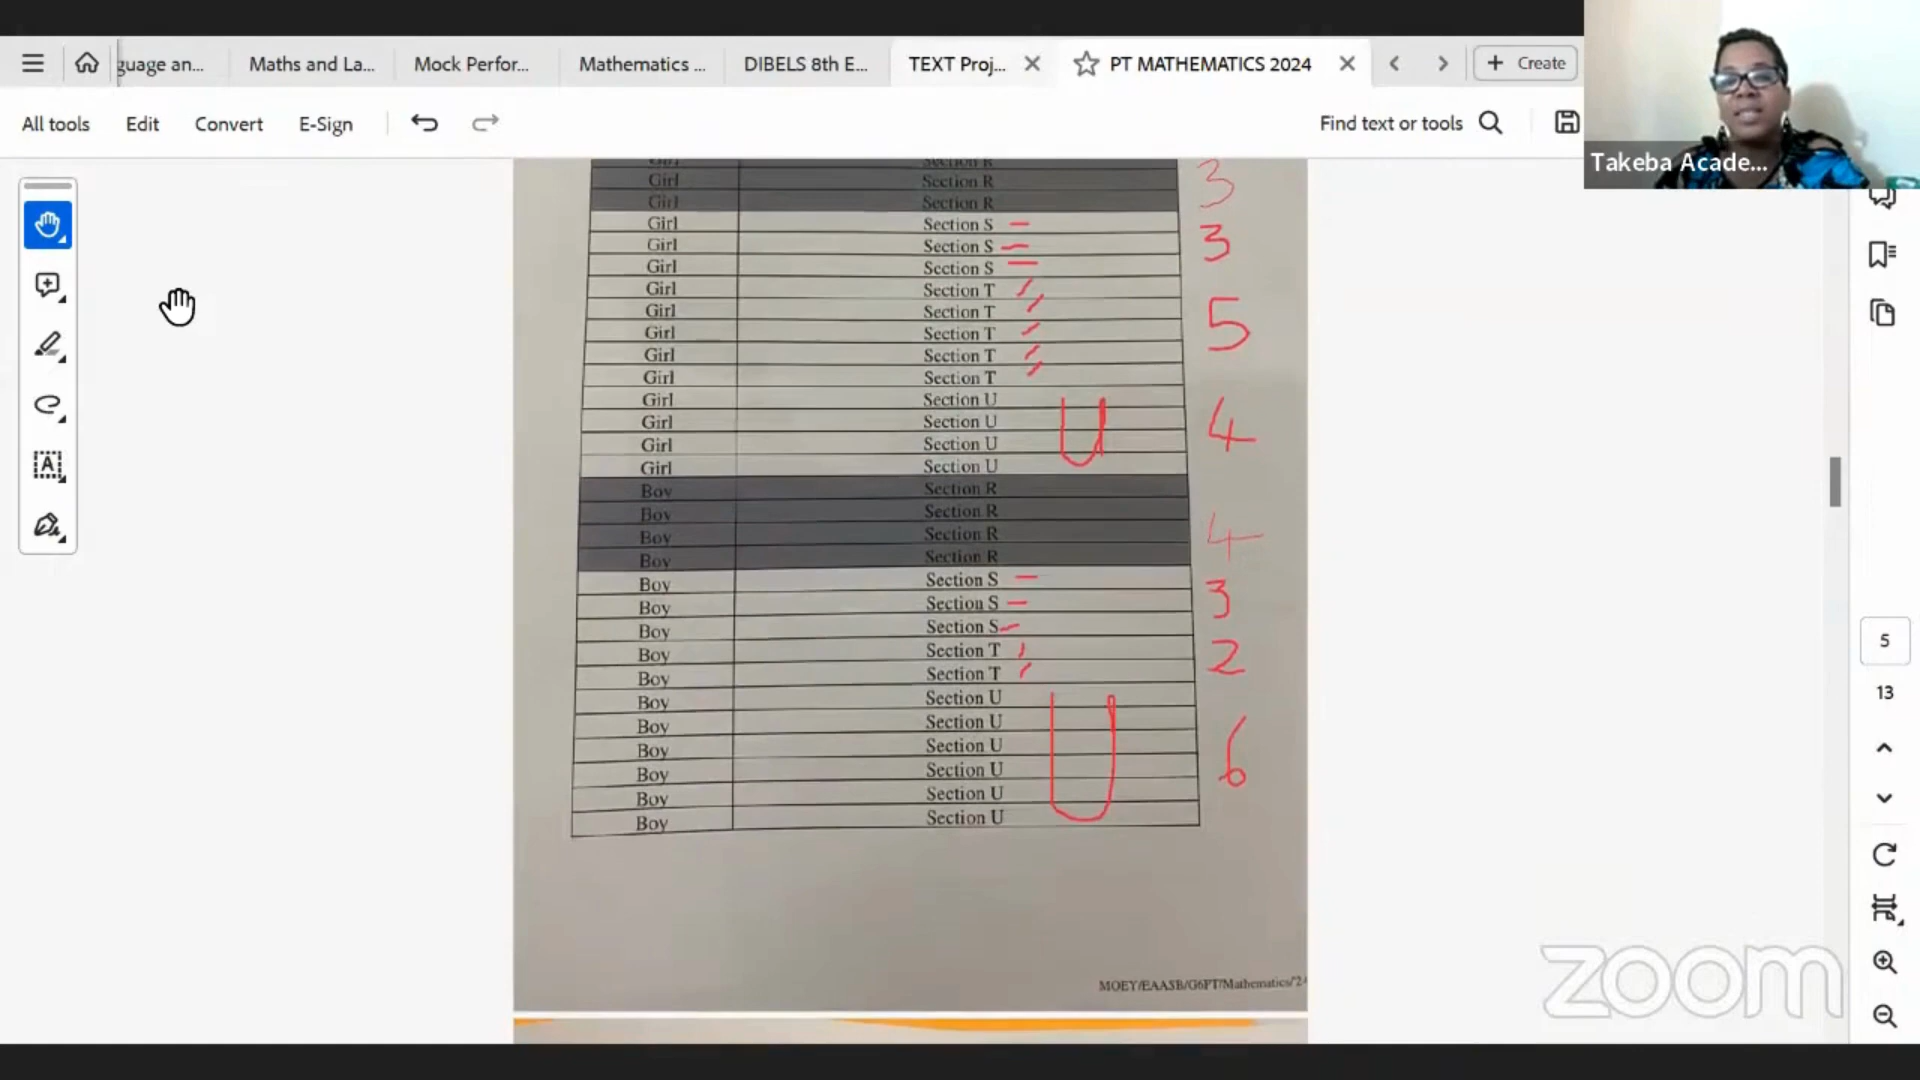 guage an...
Maths and La...
Mock Perfor...
Mathematics ...
DIBELS 8th E...
TEXT Proj...
PT MATHEMATICS 2024
Create
All tools
Edit
Convert
E-Sign
Find text or tools
Takeba Acade...
Girl Section R
Girl Section R 3
Girl Section R
Girl Section S
Girl Section S 3
Girl Section S
Girl Section T
Girl Section T 5
Girl Section T
Girl Section T
Girl Section T
Girl Section U
Girl Section U U 4
Girl Section U
Girl Section U
Boy Section R
Boy Section R
Boy Section R 4
Boy Section R
Boy Section S
Boy Section S 3
Boy Section S
Boy Section T 2
Boy Section T
Boy Section U
Boy Section U
Boy Section U U 6
Boy Section U
Boy Section U
Boy Section U
MOEY/EAASB/G6PT/Mathematics/'24
5
13
zoom